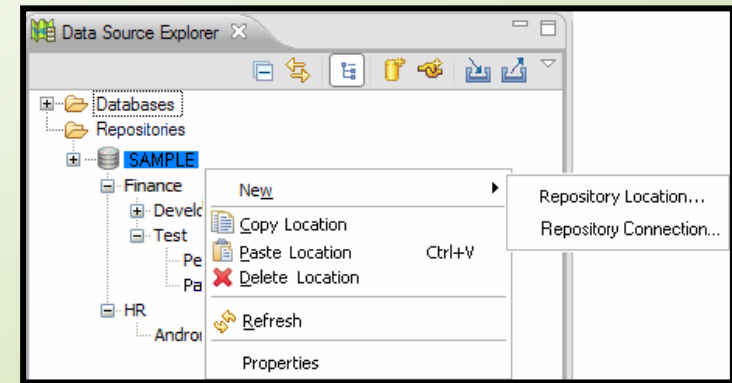 Data Source Explorer
Databases
Repositories
SAMPLE
Finance
Test
HR
New
Copy Location
Paste Location Ctrl+V
Delete Location
Refresh
Properties
Repository Location...
Repository Connection...